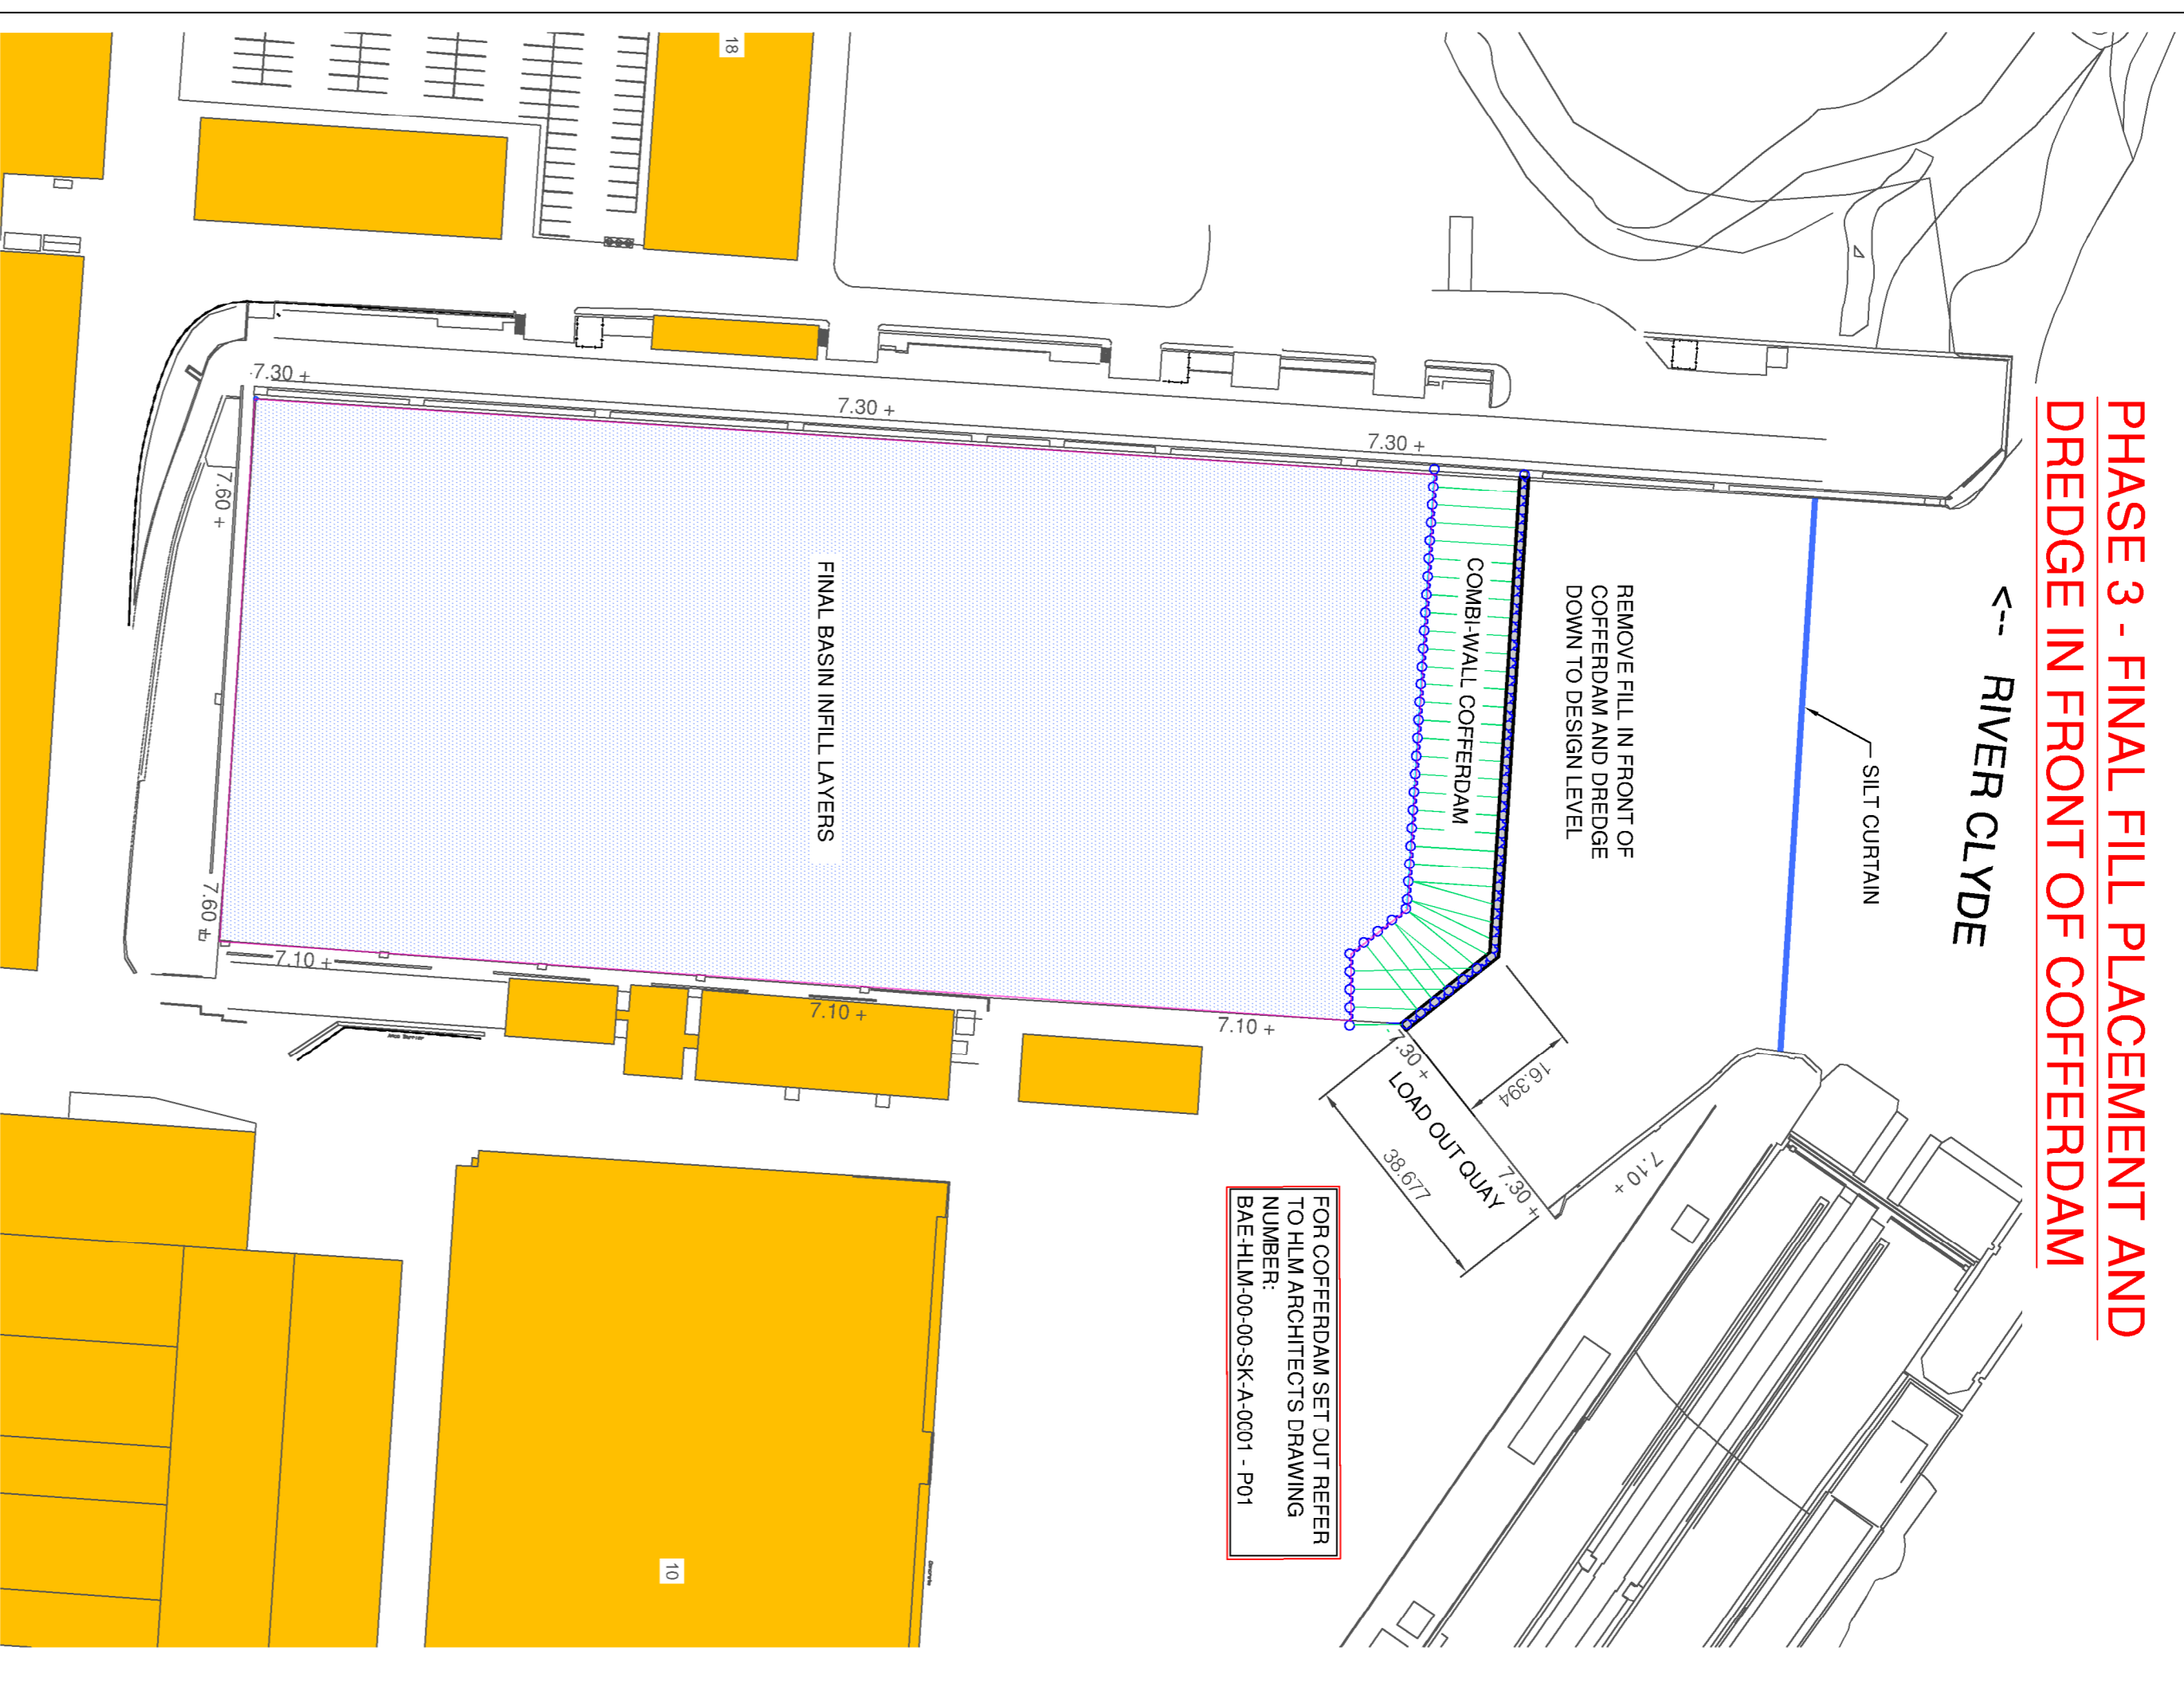 PHASE 3 - FINAL FILL PLACEMENT AND
DREDGE IN FRONT OF COFFERDAM
<-- RIVER CLYDE
SILT CURTAIN
REMOVE FILL IN FRONT OF
COFFERDAM AND DREDGE
DOWN TO DESIGN LEVEL
COMBI-WALL COFFERDAM
FINAL BASIN INFILL LAYERS
18
7.30 +
7.30 +
7.30 +
7.60 +
7.60 +
7.10 +
7.10 +
7.10 +
7.30 +
LOAD OUT QUAY
7.30 +
7.10 +
16.394
38.677
FOR COFFERDAM SET OUT REFER
TO HLM ARCHITECTS DRAWING
NUMBER:
BAE-HLM-00-00-SK-A-0001 - P01
10